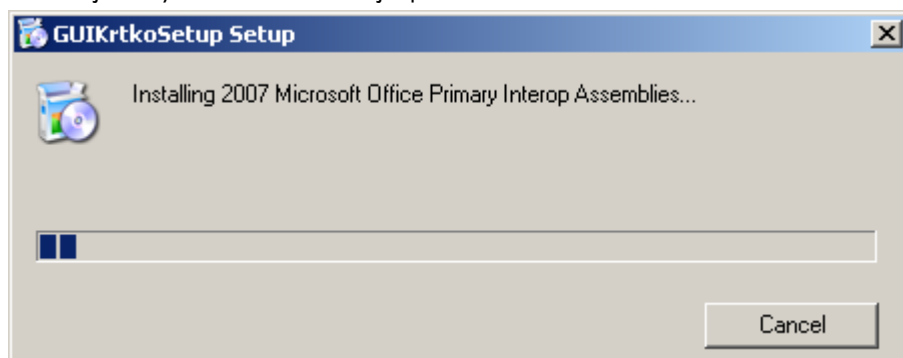 GUIKrtkoSetup Setup
Installing 2007 Microsoft Office Primary Interop Assemblies...
Cancel